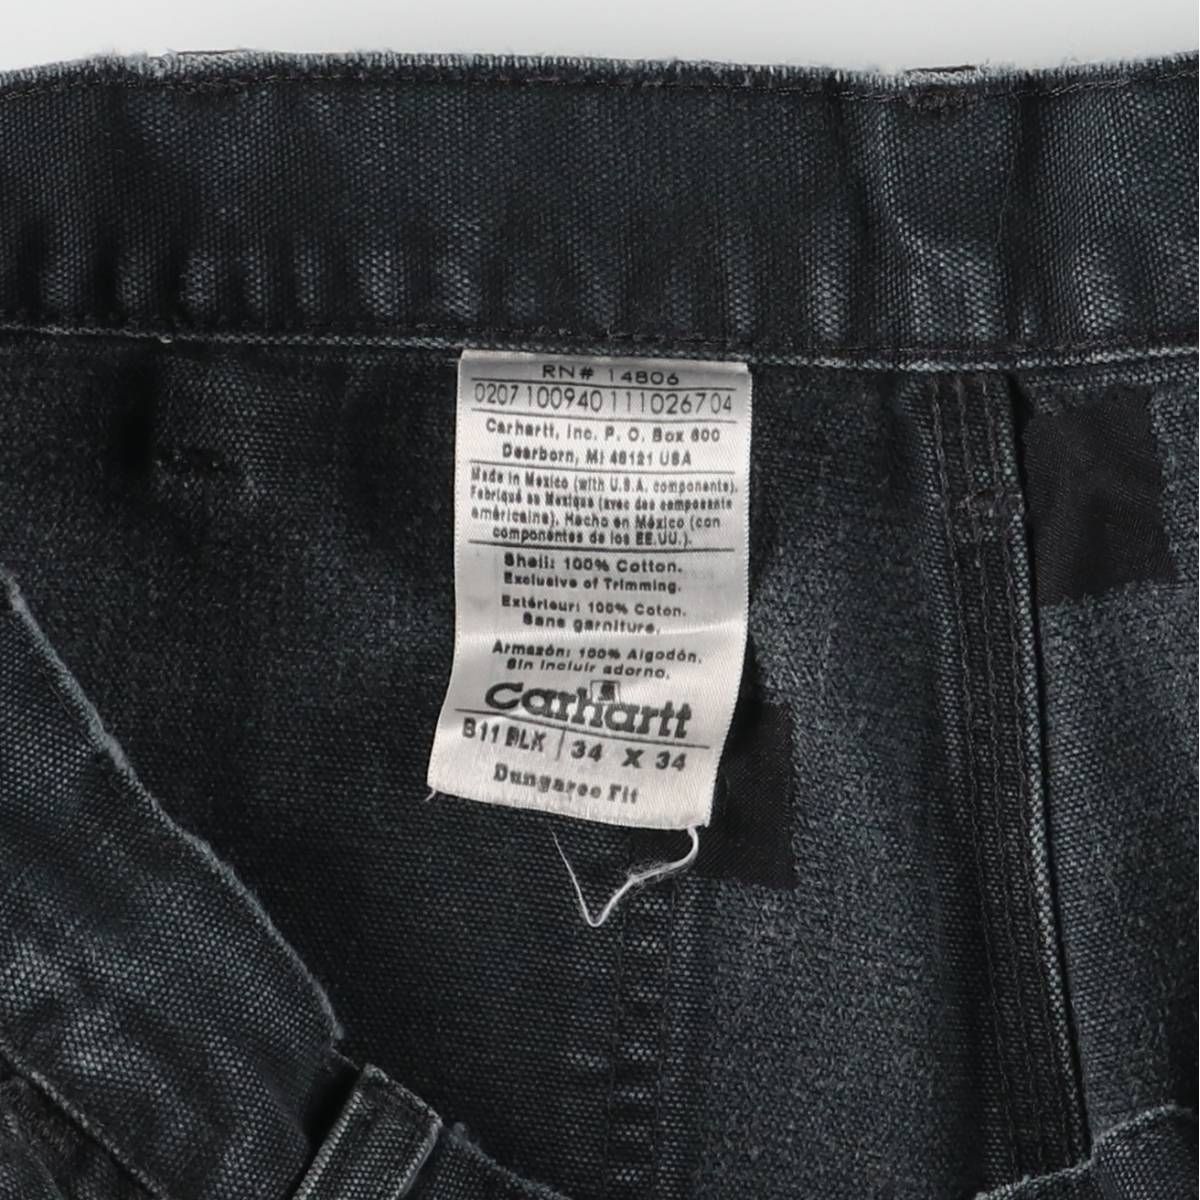 RN# 14806
0207 100940 111026704
Carhartt, Inc. P. O. Box 600
Dearborn, MI 48121 USA
Made in Mexico (with U.S.A. components).
Fabriqué au Mexique (avec des composants
américains). Hecho en México (con
componentes de los EE.UU.).
Shell: 100% Cotton.
Exclusive of Trimming.
Extérieur: 100% Coton.
Sans garniture.
Armazón: 100% Algodón.
Sin incluir adorno.
Carhartt
B11 BLK 34 X 34
Dungaree Fit